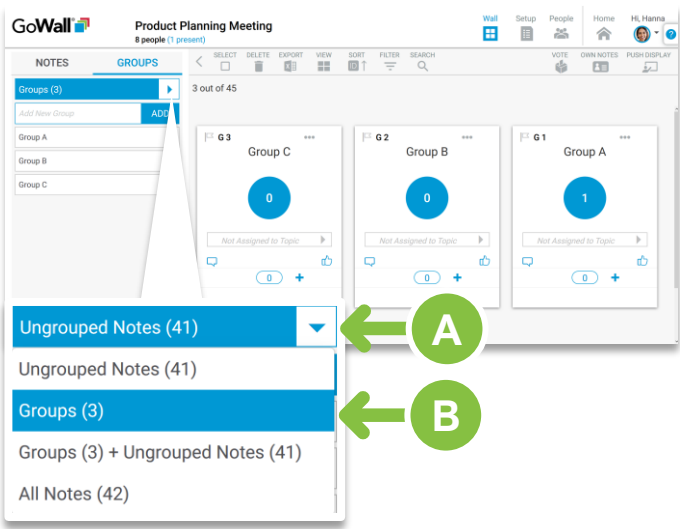 GoWall
Product Planning Meeting
8 people (1 present)
Wall
Setup
People
Home
Hi, Hanna
?
NOTES
GROUPS
SELECT
DELETE
EXPORT
VIEW
SORT
FILTER
SEARCH
VOTE
OWN NOTES
PUSH DISPLAY
ID
Groups (3)
3 out of 45
Add New Group
ADD
Group A
Group B
Group C
G 3
Group C
0
Not Assigned to Topic
0
G 2
Group B
0
Not Assigned to Topic
0
G 1
Group A
1
Not Assigned to Topic
0
Ungrouped Notes (41)
A
Ungrouped Notes (41)
Groups (3)
B
Groups (3) + Ungrouped Notes (41)
All Notes (42)